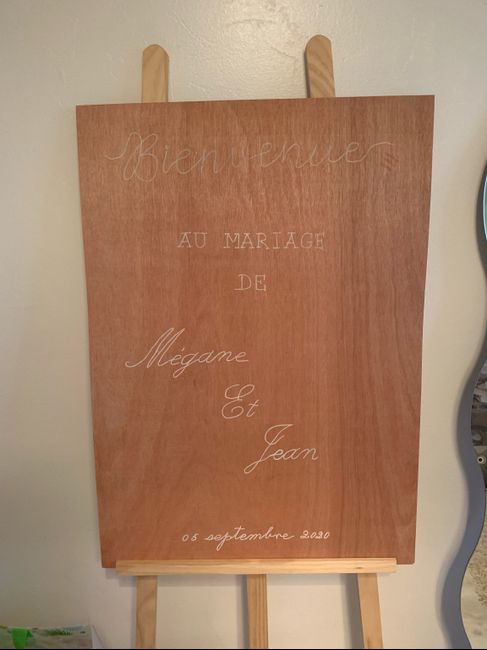 Bienvenue
AU MARIAGE
DE
Mégane
Et
Jean
05 septembre 2020